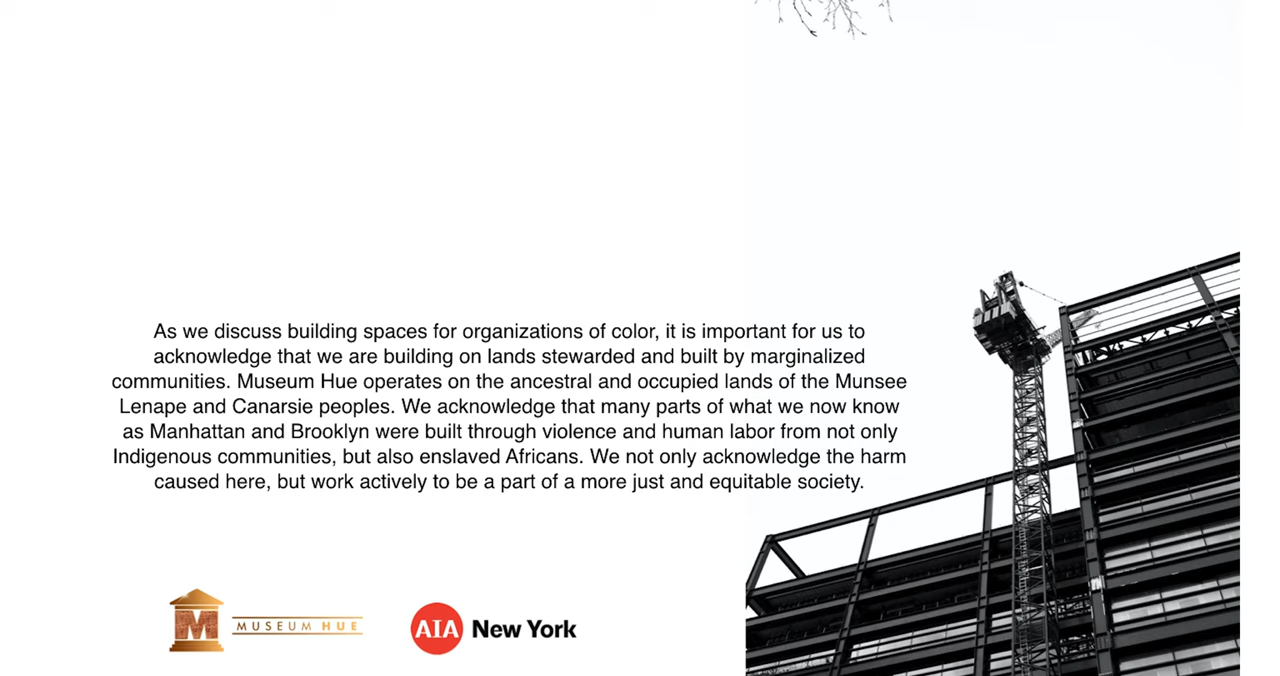 As we discuss building spaces for organizations of color, it is important for us to
acknowledge that we are building on lands stewarded and built by marginalized
communities. Museum Hue operates on the ancestral and occupied lands of the Munsee
Lenape and Canarsie peoples. We acknowledge that many parts of what we now know
as Manhattan and Brooklyn were built through violence and human labor from not only
Indigenous communities, but also enslaved Africans. We not only acknowledge the harm
caused here, but work actively to be a part of a more just and equitable society.
M MUSEUM HUE
AIA New York